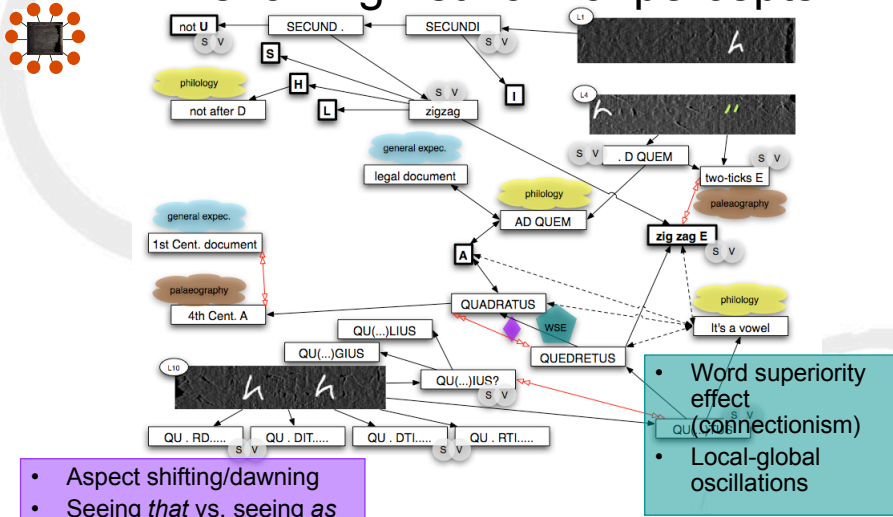 percepts
not U
S V
SECUND .
SECUNDI
S V
L1
S
H
L
I
philology
not after D
S V
zigzag
L4
S V
. D QUEM
S V
two-ticks E
general expec.
legal document
philology
AD QUEM
palaeography
zig zag E
S V
A
general expec.
1st Cent. document
palaeography
4th Cent. A
philology
It's a vowel
QUADRATUS
WSE
QUEDRETUS
QU(...)LIUS
QU(...)GIUS
L10
QU(...)IUS?
S V
QU . RD.....
QU . DIT.....
QU . DTI.....
QU . RTI.....
S V
S V
S V
• Word superiority
effect
(connectionism)
• Local-global
oscillations
• Aspect shifting/dawning
• Seeing that vs. seeing as